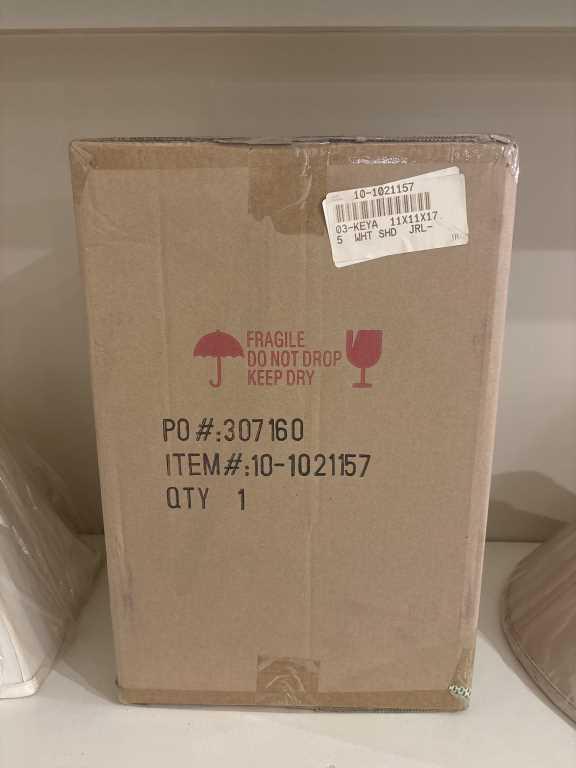 10-1021157
03-KEYA 11X11X17
5 WHT SHD JRL-
FRAGILE
DO NOT DROP
KEEP DRY
PO#:307160
ITEM#:10-1021157
QTY 1